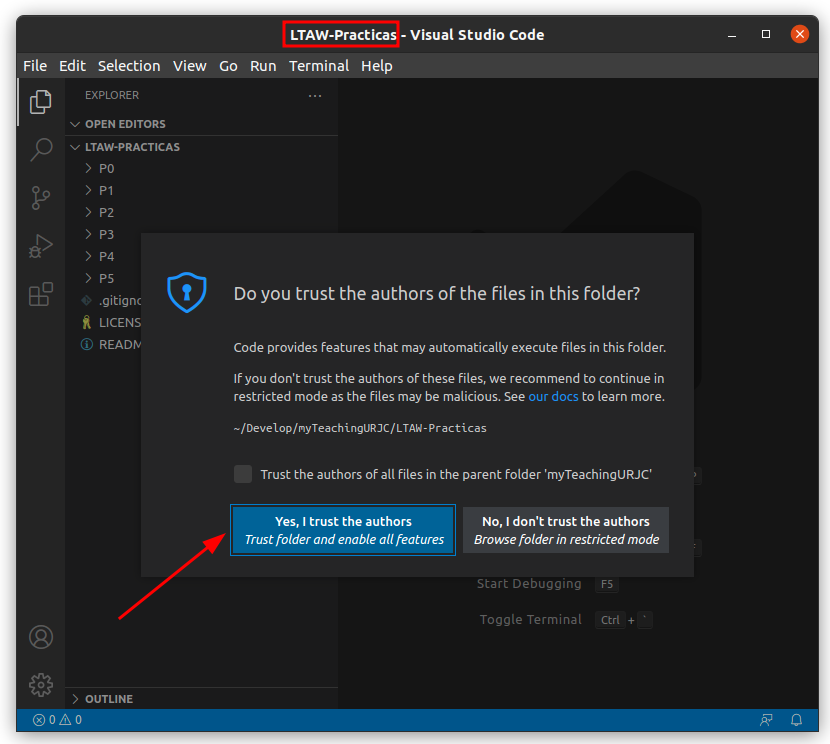 LTAW-Practicas - Visual Studio Code
File Edit Selection View Go Run Terminal Help
EXPLORER
OPEN EDITORS
LTAW-PRACTICAS
P0
P1
P2
P3
P4
P5
.gitigno
LICENS
READM
Do you trust the authors of the files in this folder?
Code provides features that may automatically execute files in this folder.
If you don't trust the authors of these files, we recommend to continue in
restricted mode as the files may be malicious. See our docs to learn more.
~/Develop/myTeachingURJC/LTAW-Practicas
Trust the authors of all files in the parent folder 'myTeachingURJC'
Yes, I trust the authors
Trust folder and enable all features
No, I don't trust the authors
Browse folder in restricted mode
Start Debugging F5
Toggle Terminal Ctrl + `
OUTLINE
0 0